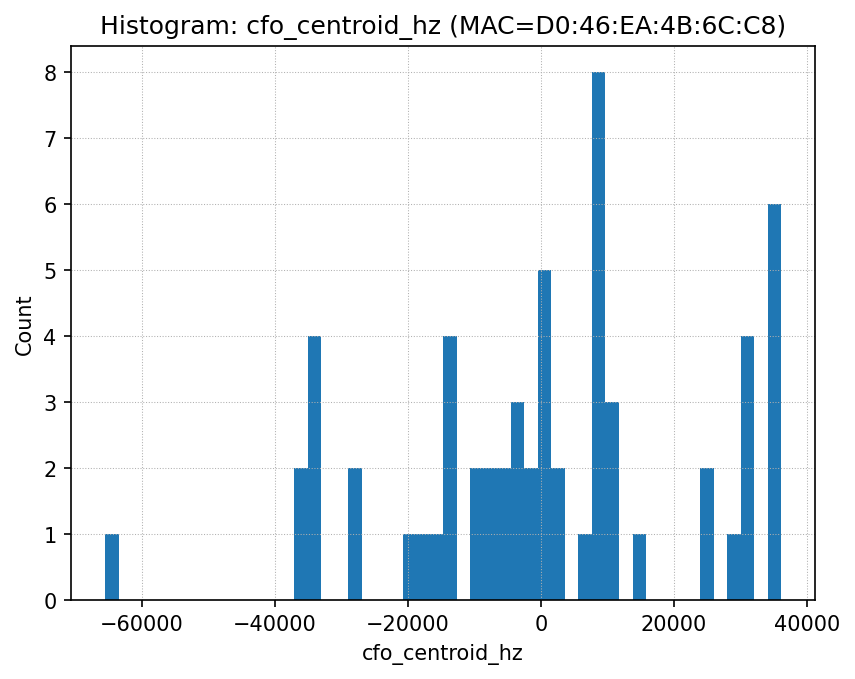 Histogram: cfo_centroid_hz (MAC=D0:46:EA:4B:6C:C8)
8
7
6
5
4
3
2
1
0
Count
−60000 −40000 −20000 0 20000 40000
cfo_centroid_hz